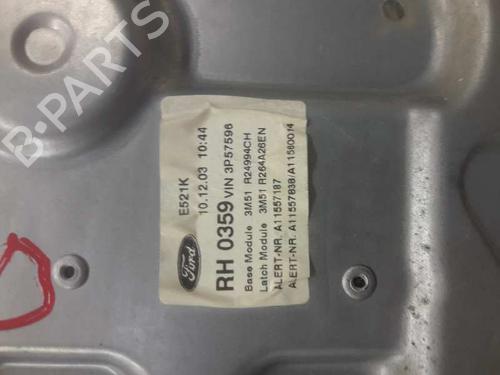 E521K
10.12.03 10:44
Ford
RH 0359 VIN 3P57596
Base Module 3M51 R24994CH
Latch Module 3M51 R264A26EN
ALERT-NR. A11557187
ALERT-NR. A11557838/A11560014
B-PARTS